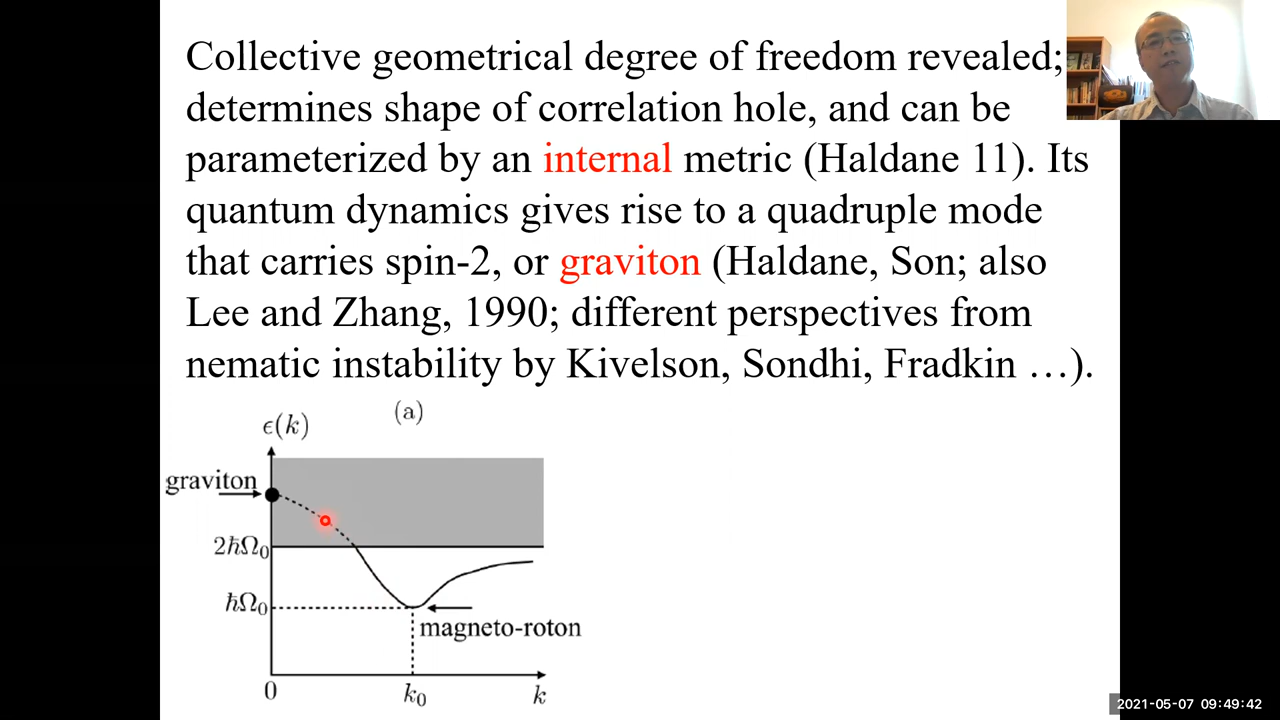 Collective geometrical degree of freedom revealed;
determines shape of correlation hole, and can be
parameterized by an internal metric (Haldane 11). Its
quantum dynamics gives rise to a quadruple mode
that carries spin-2, or graviton (Haldane, Son; also
Lee and Zhang, 1990; different perspectives from
nematic instability by Kivelson, Sondhi, Fradkin …).
(a)
ϵ(k)
graviton
2ħΩ₀
ħΩ₀
magneto-roton
0
k₀
k
2021-05-07 09:49:42